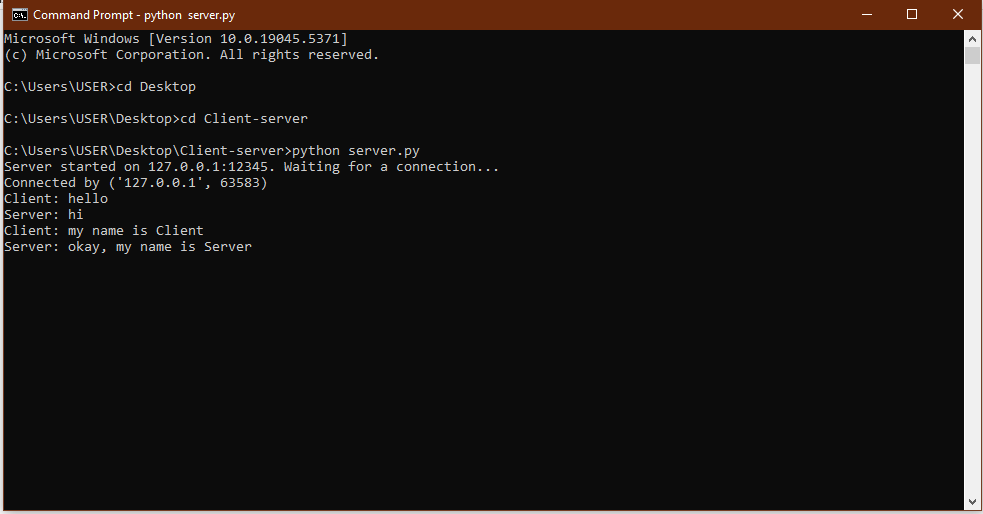 Command Prompt - python server.py
Microsoft Windows [Version 10.0.19045.5371]
(c) Microsoft Corporation. All rights reserved.
C:\Users\USER>cd Desktop
C:\Users\USER\Desktop>cd Client-server
C:\Users\USER\Desktop\Client-server>python server.py
Server started on 127.0.0.1:12345. Waiting for a connection...
Connected by ('127.0.0.1', 63583)
Client: hello
Server: hi
Client: my name is Client
Server: okay, my name is Server